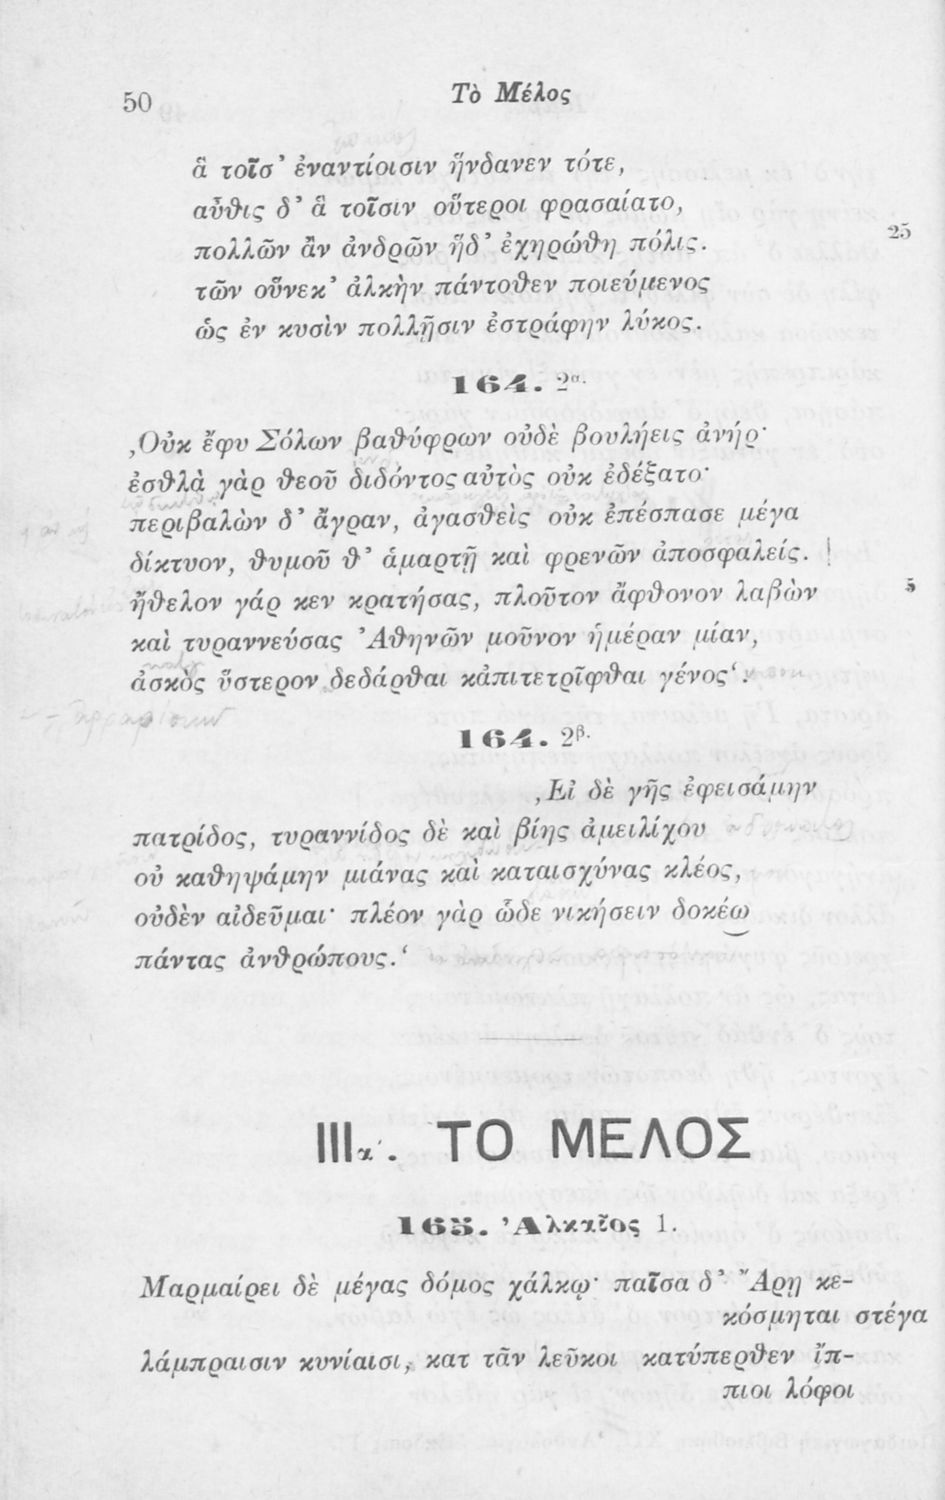 50
Τὸ Μέλος
ἃ τοῖσ’ ἐναντίοισιν ἥνδανεν τότε,
αὖθις δ’ ἃ τοῖσιν οὕτεροι φρασαίατο,
πολλῶν ἂν ἀνδρῶν ἥδ’ ἐχηρώθη πόλις. 25
τῶν οὕνεκ’ ἀλκὴν πάντοθεν ποιεύμενος
ὡς ἐν κυσὶν πολλῇσιν ἐστράφην λύκος.
164. 2α.
‚Οὐκ ἔφυ Σόλων βαθύφρων οὐδὲ βουλήεις ἀνήρ·
ἐσθλὰ γὰρ θεοῦ διδόντος αὐτὸς οὐκ ἐδέξατο·
περιβαλὼν δ’ ἄγραν, ἀγασθεὶς οὐκ ἐπέσπασε μέγα
δίκτυον, θυμοῦ θ’ ἁμαρτῇ καὶ φρενῶν ἀποσφαλείς.
ἤθελον γάρ κεν κρατήσας, πλοῦτον ἄφθονον λαβὼν 5
καὶ τυραννεύσας Ἀθηνῶν μοῦνον ἡμέραν μίαν,
ἀσκὸς ὕστερον δεδάρθαι κἀπιτετρῖφθαι γένος‘.
164. 2β.
‚Εἰ δὲ γῆς ἐφεισάμην
πατρίδος, τυραννίδος δὲ καὶ βίης ἀμειλίχου
οὐ καθηψάμην μιάνας καὶ καταισχύνας κλέος,
οὐδὲν αἰδεῦμαι· πλέον γὰρ ὧδε νικήσειν δοκέω
πάντας ἀνθρώπους.‘
IIIα′. ΤΟ ΜΕΛΟΣ
165. Ἀλκαῖος 1.
Μαρμαίρει δὲ μέγας δόμος χάλκῳ· παῖσα δ’ Ἄρῃ κε-
κόσμηται στέγα
λάμπραισιν κυνίαισι, κατ τᾶν λεῦκοι κατύπερθεν ἴπ-
πιοι λόφοι